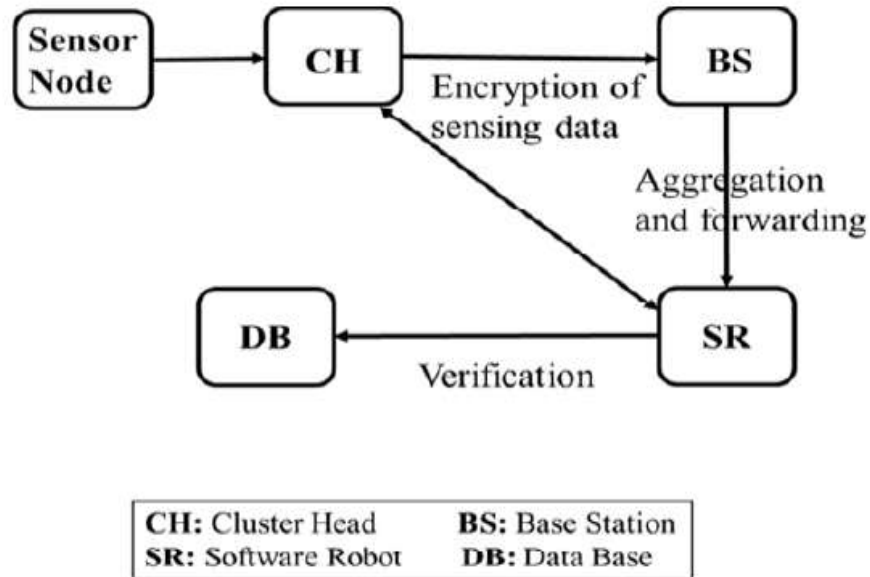 Sensor
Node
CH
BS
Encryption of
sensing data
Aggregation
and forwarding
DB
SR
Verification
CH: Cluster Head BS: Base Station
SR: Software Robot DB: Data Base